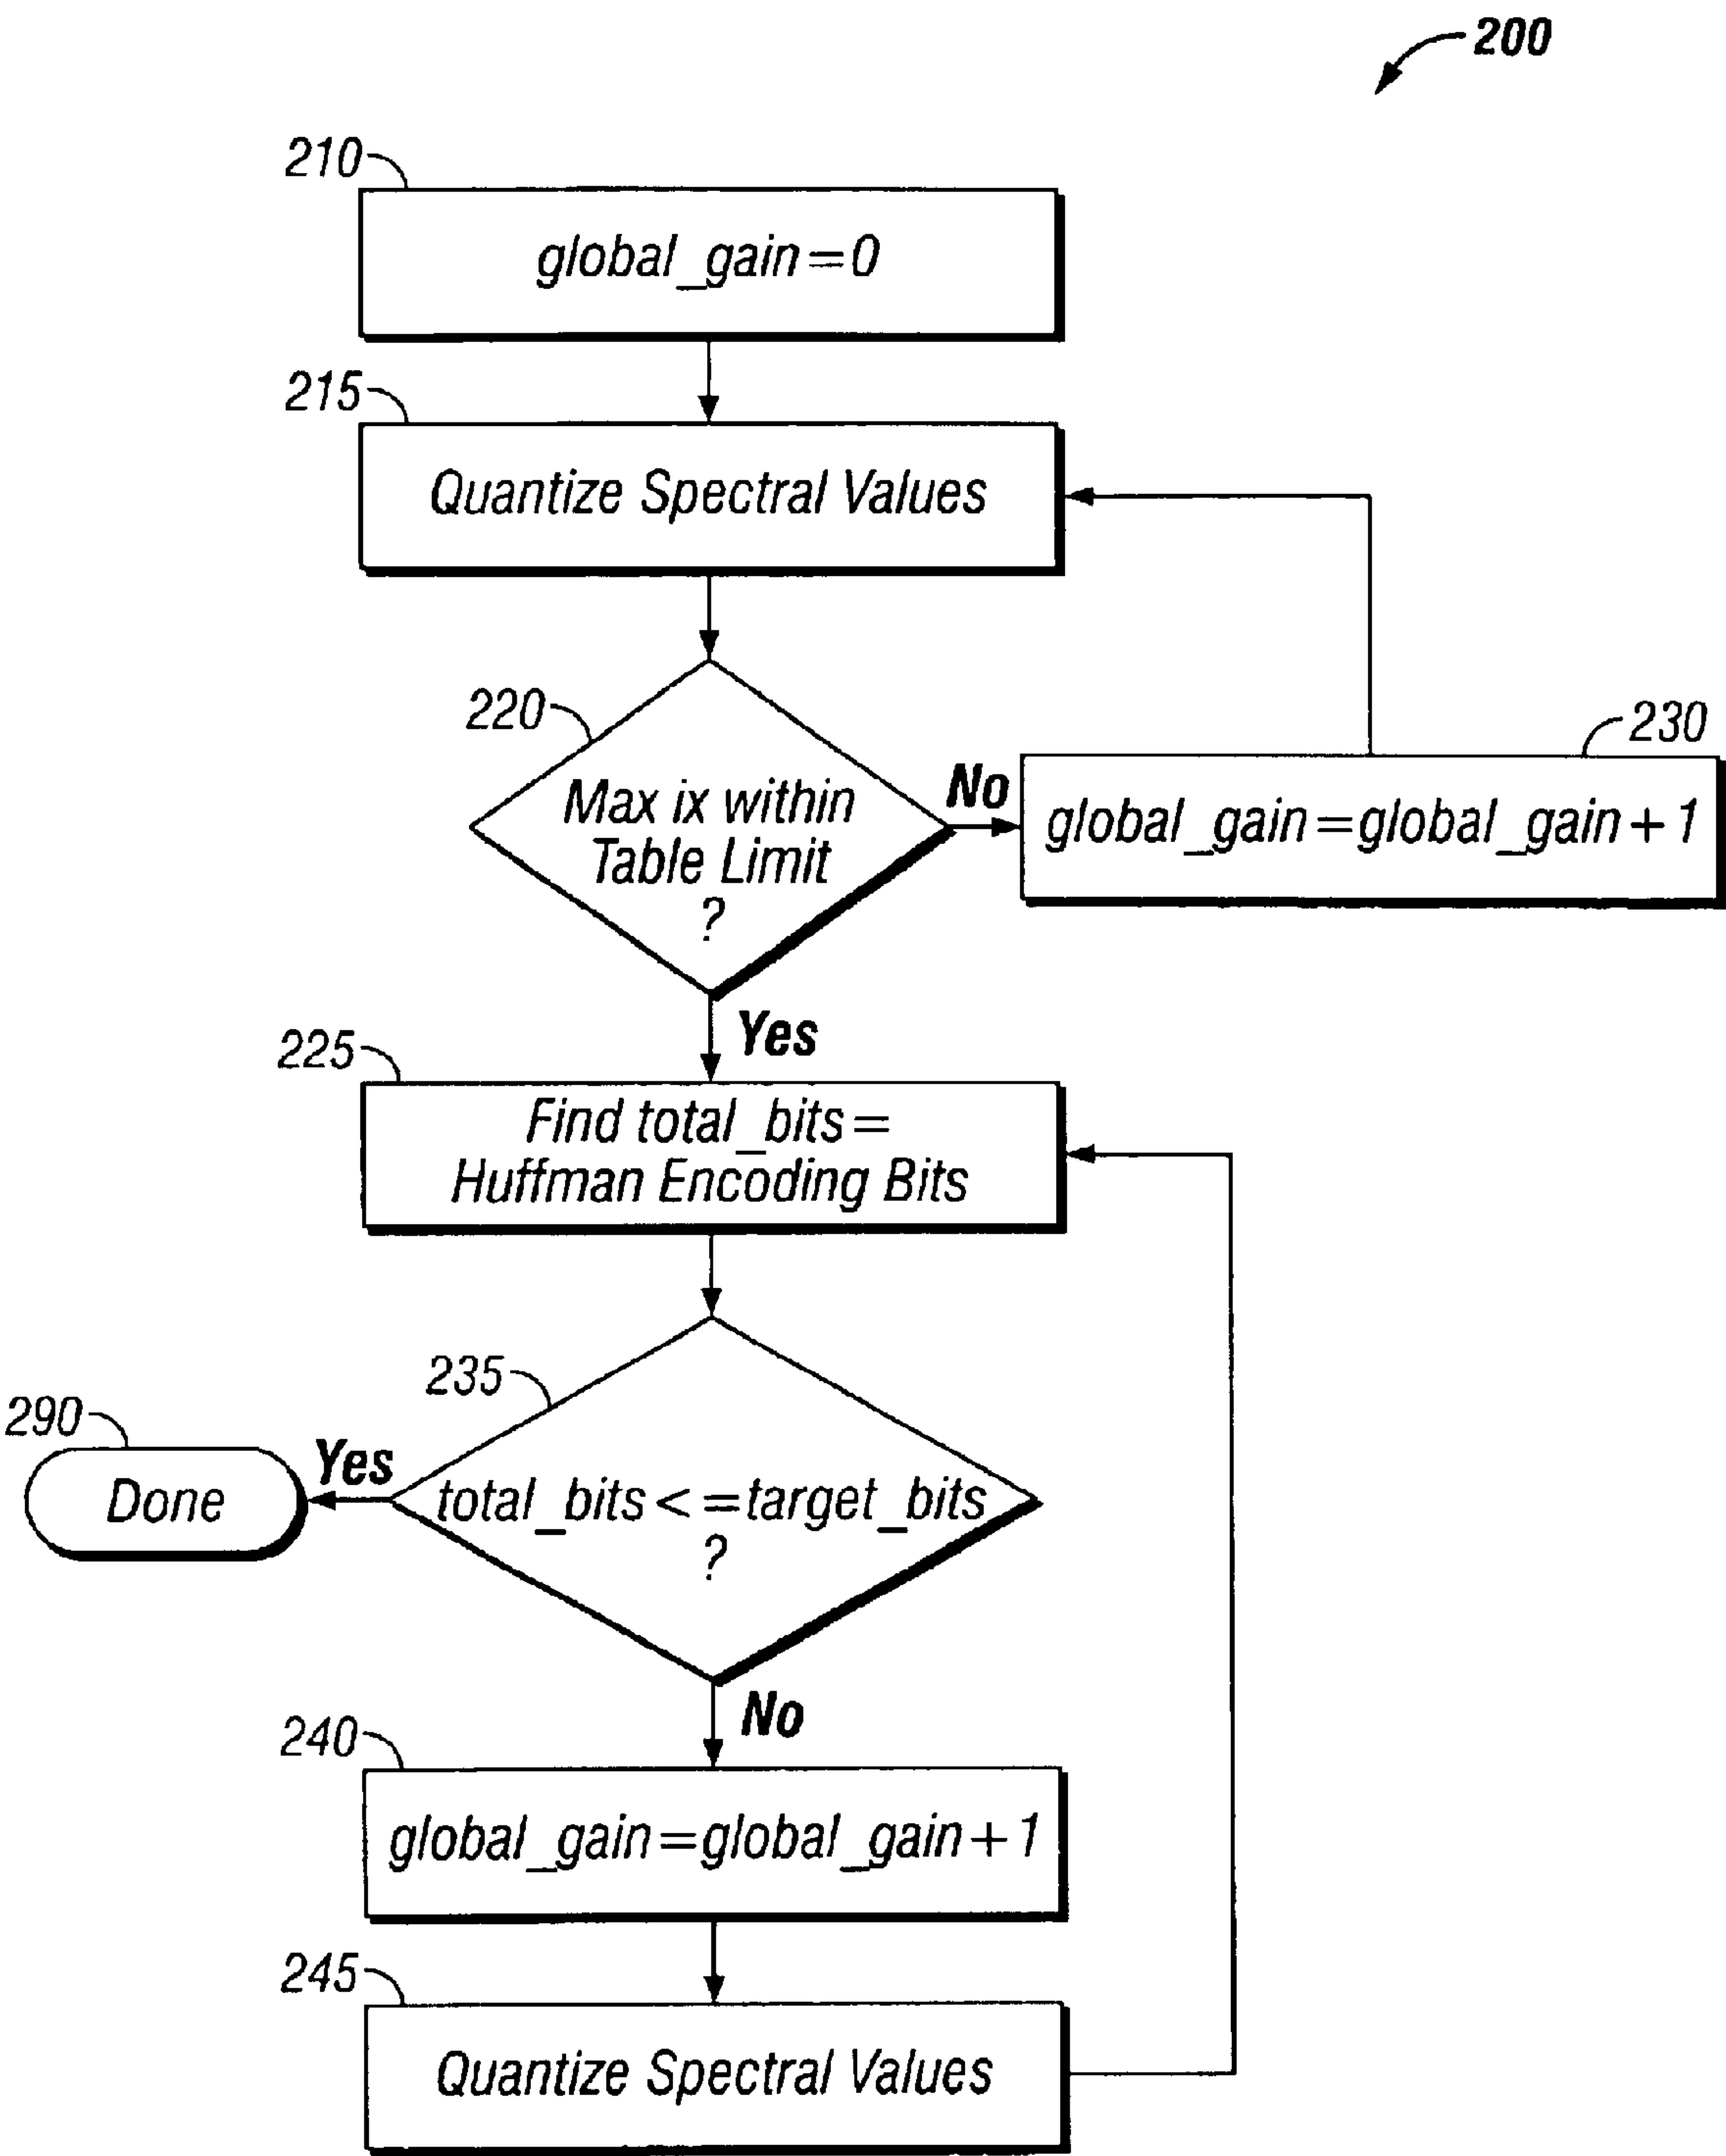 200
210
global_gain=0
215
Quantize Spectral Values
220
Max ix within
Table Limit
?
No
230
global_gain=global_gain+1
Yes
225
Find total_bits=
Huffman Encoding Bits
235
total_bits<=target_bits
?
290
Done
Yes
No
240
global_gain=global_gain+1
245
Quantize Spectral Values